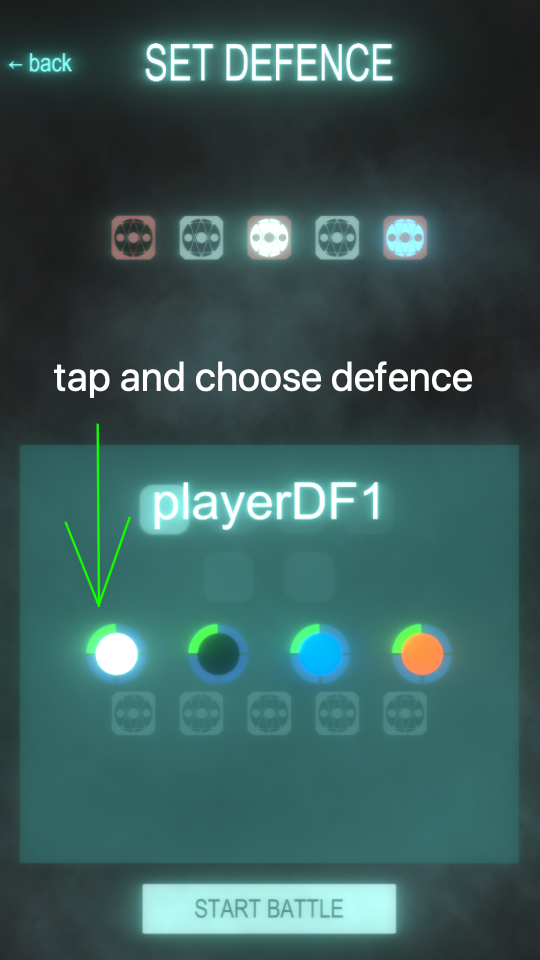 ← back
SET DEFENCE
tap and choose defence
playerDF1
START BATTLE